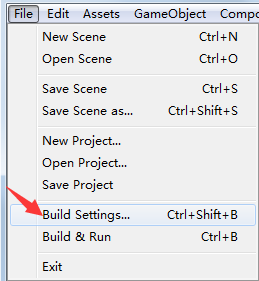 File Edit Assets GameObject Compo
New Scene Ctrl+N
Open Scene Ctrl+O
Save Scene Ctrl+S
Save Scene as... Ctrl+Shift+S
New Project...
Open Project...
Save Project
Build Settings... Ctrl+Shift+B
Build & Run Ctrl+B
Exit